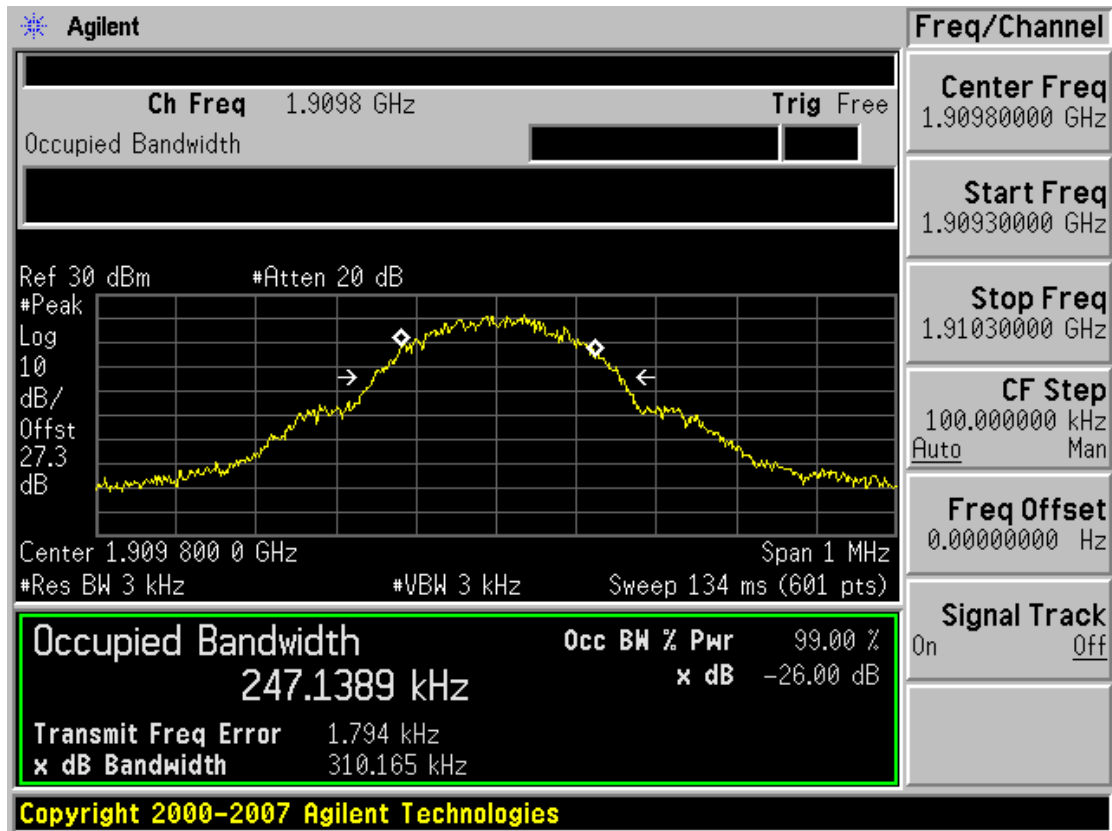 Agilent
Freq/Channel
Ch Freq 1.9098 GHz Trig Free
Occupied Bandwidth
Center Freq
1.90980000 GHz
Start Freq
1.90930000 GHz
Stop Freq
1.91030000 GHz
CF Step
100.000000 kHz
Auto Man
Freq Offset
0.00000000 Hz
Signal Track
On Off
Ref 30 dBm #Atten 20 dB
#Peak
Log
10
dB/
Offst
27.3
dB
Center 1.909 800 0 GHz Span 1 MHz
#Res BW 3 kHz #VBW 3 kHz Sweep 134 ms (601 pts)
Occupied Bandwidth
247.1389 kHz
Occ BW % Pwr 99.00 %
x dB -26.00 dB
Transmit Freq Error 1.794 kHz
x dB Bandwidth 310.165 kHz
Copyright 2000-2007 Agilent Technologies